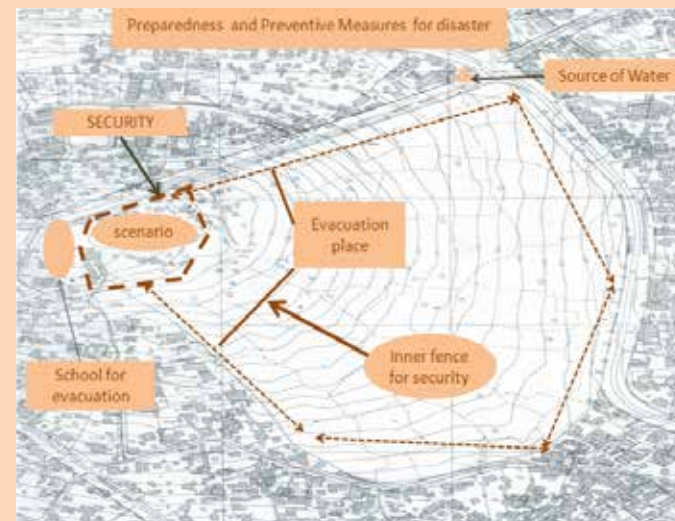 Preparedness and Preventive Measures for disaster
Source of Water
SECURITY
scenario
Evacuation
place
School for
evacuation
Inner fence
for security